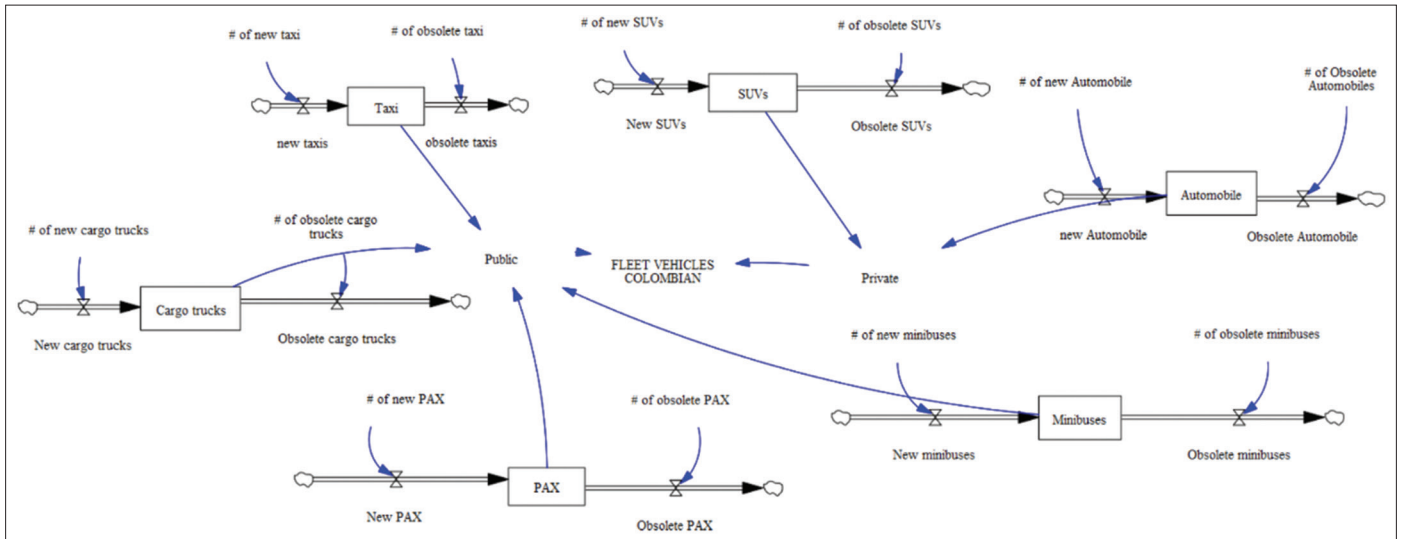 # of new taxi
# of obsolete taxi
Taxi
new taxis
obsolete taxis
# of new SUVs
# of obsolete SUVs
SUVs
New SUVs
Obsolete SUVs
# of new Automobile
# of Obsolete
Automobiles
Automobile
new Automobile
Obsolete Automobile
# of new cargo trucks
# of obsolete cargo
trucks
Cargo trucks
New cargo trucks
Obsolete cargo trucks
Public
FLEET VEHICLES
COLOMBIAN
Private
# of new PAX
# of obsolete PAX
PAX
New PAX
Obsolete PAX
# of new minibuses
# of obsolete minibuses
Minibuses
New minibuses
Obsolete minibuses